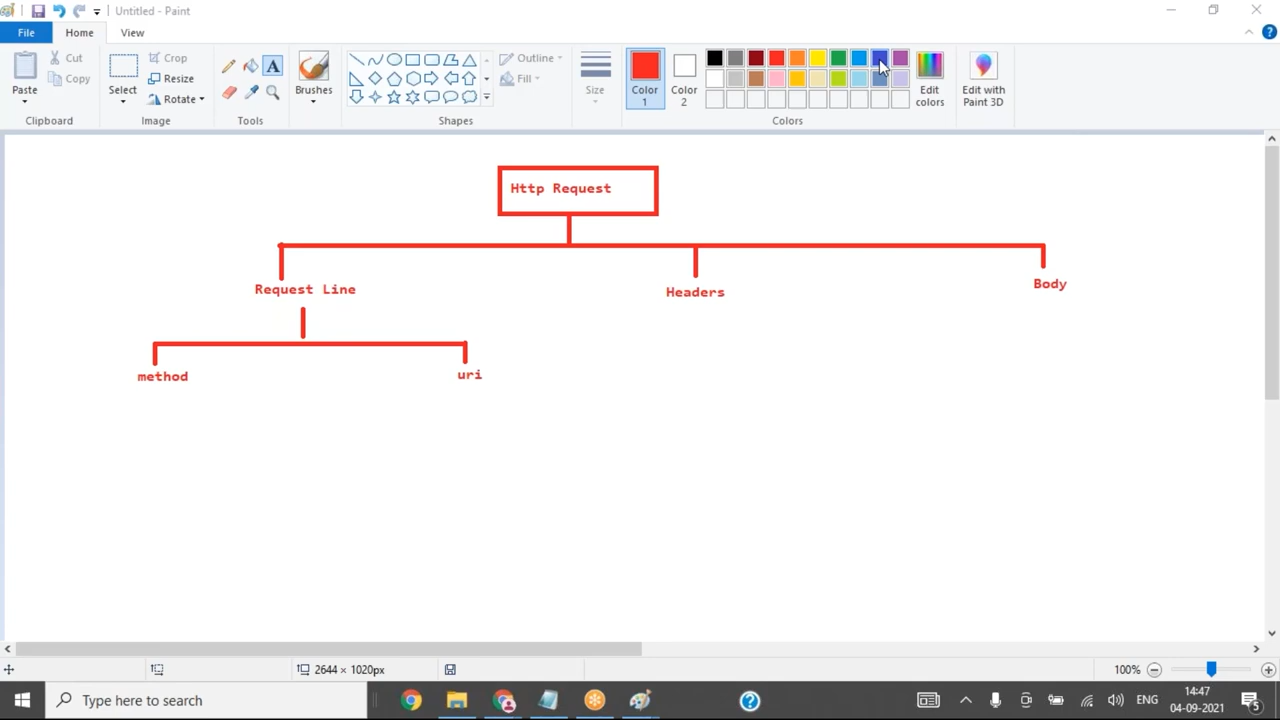 Untitled - Paint
File
Home
View
Paste
Cut
Copy
Clipboard
Select
Crop
Resize
Rotate
Image
A
Tools
Brushes
Shapes
Outline
Fill
Size
Color 1
Color 2
Edit colors
Colors
Edit with Paint 3D
Http Request
Request Line
Headers
Body
method
uri
2644 × 1020px
100%
Type here to search
ENG
14:47
04-09-2021
5